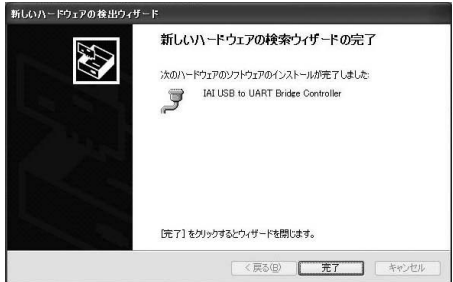 新しいハードウェアの検出ウィザード
新しいハードウェアの検索ウィザードの完了
次のハードウェアのソフトウェアのインストールが完了しました:
IAI USB to UART Bridge Controller
[完了] をクリックするとウィザードを閉じます。
< 戻る(B)
完了
キャンセル